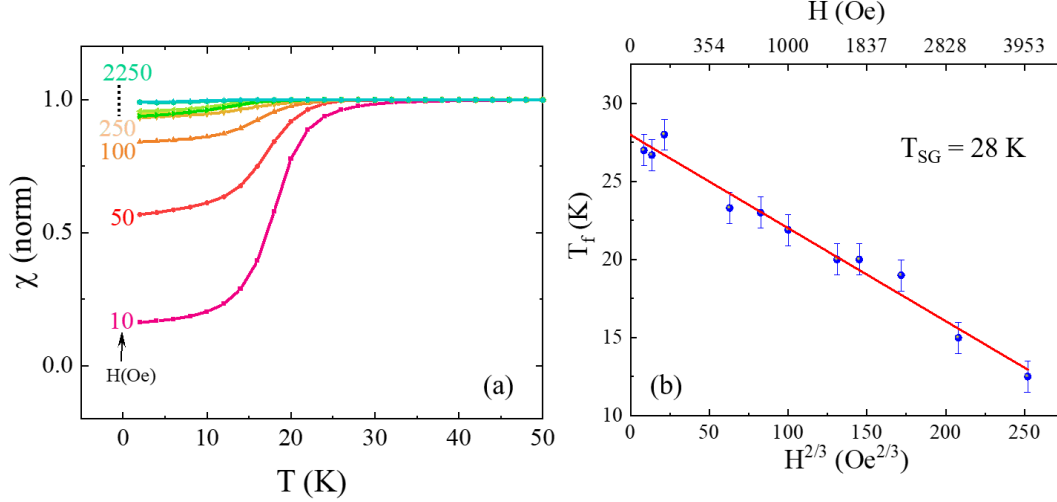 2250
1.0
250
100
0.5
50
10
0.0
H(Oe)
(a)
0 10 20 30 40 50
T (K)
χ (norm)
H (Oe)
0 354 1000 1837 2828 3953
30
25
20
15
10
T_SG = 28 K
T_f (K)
(b)
0 50 100 150 200 250
H^2/3 (Oe^2/3)